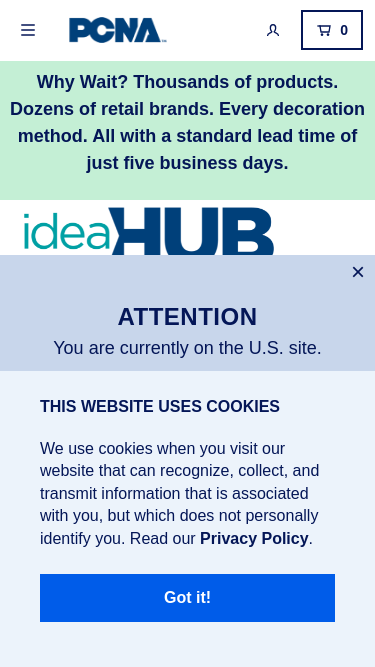 PCNA
0
Why Wait? Thousands of products.
Dozens of retail brands. Every decoration
method. All with a standard lead time of
just five business days.
ideaHUB
ATTENTION
You are currently on the U.S. site.
THIS WEBSITE USES COOKIES
We use cookies when you visit our
website that can recognize, collect, and
transmit information that is associated
with you, but which does not personally
identify you. Read our Privacy Policy.
Got it!